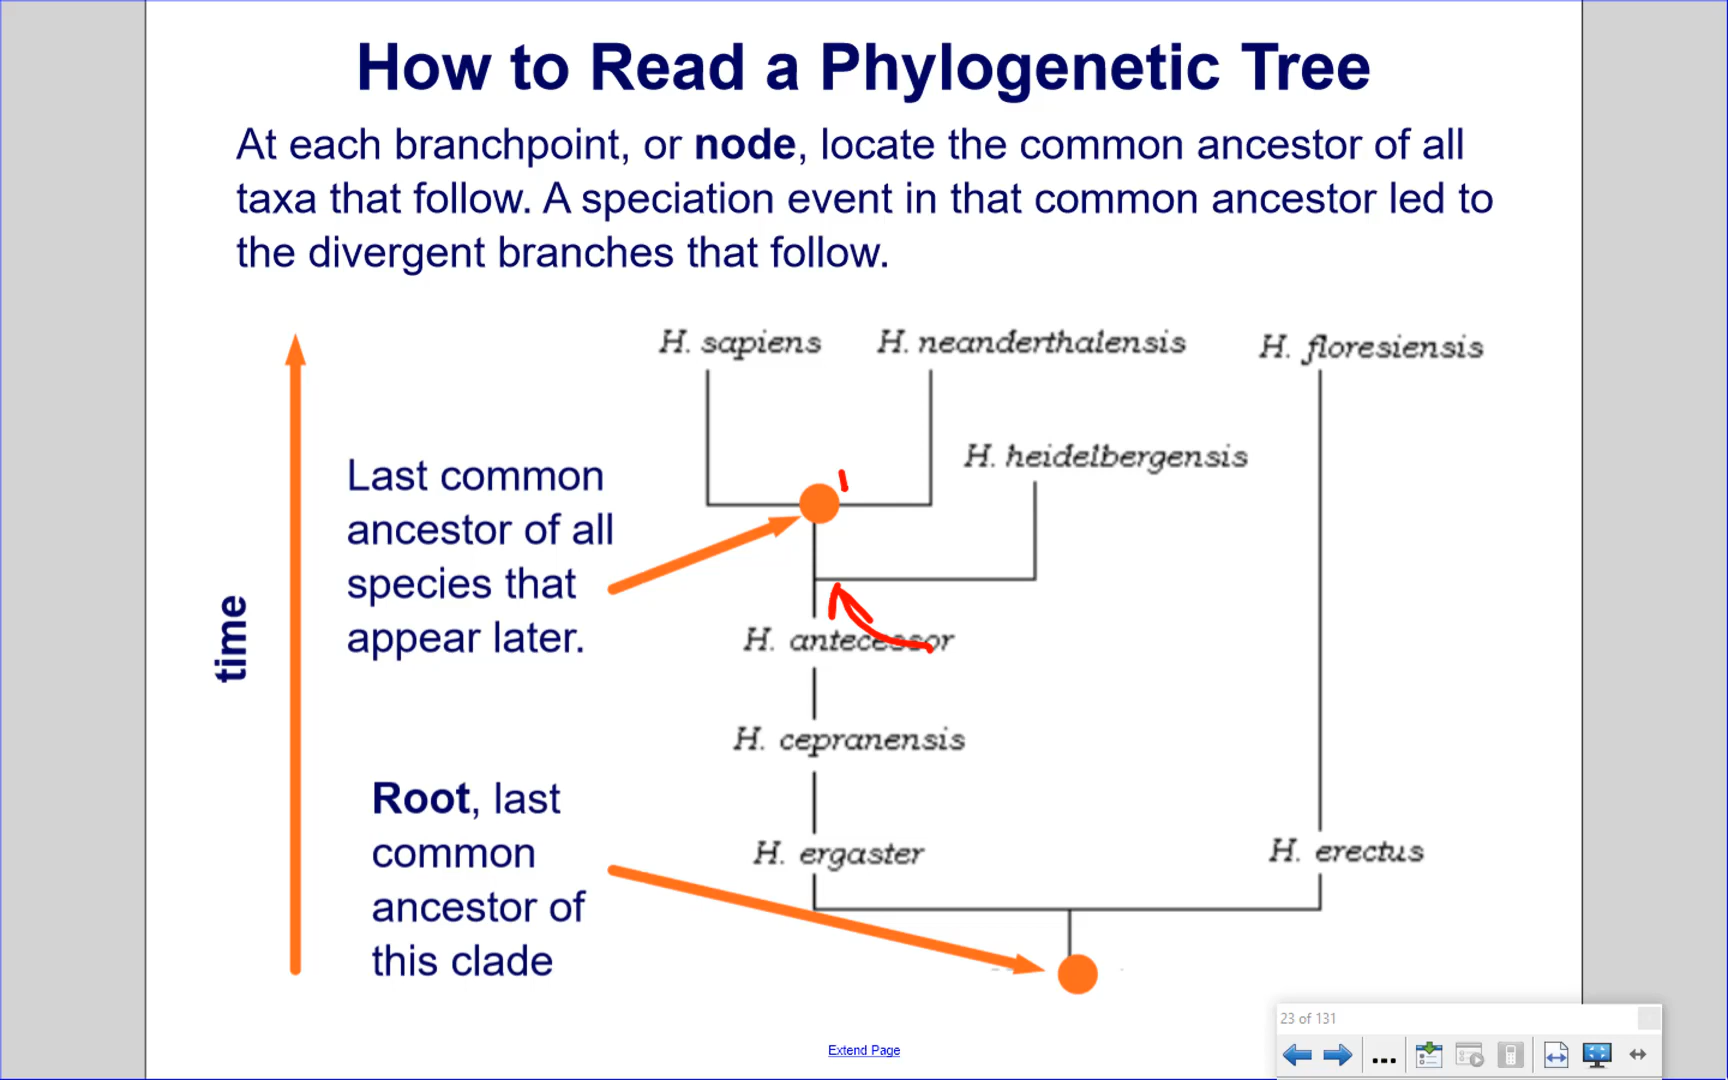 How to Read a Phylogenetic Tree
At each branchpoint, or node, locate the common ancestor of all
taxa that follow. A speciation event in that common ancestor led to
the divergent branches that follow.
H. sapiens
H. neanderthalensis
H. floresiensis
H. heidelbergensis
Last common
ancestor of all
species that
appear later.
time
H. antecessor
H. cepranensis
H. ergaster
H. erectus
Root, last
common
ancestor of
this clade
23 of 131
Extend Page